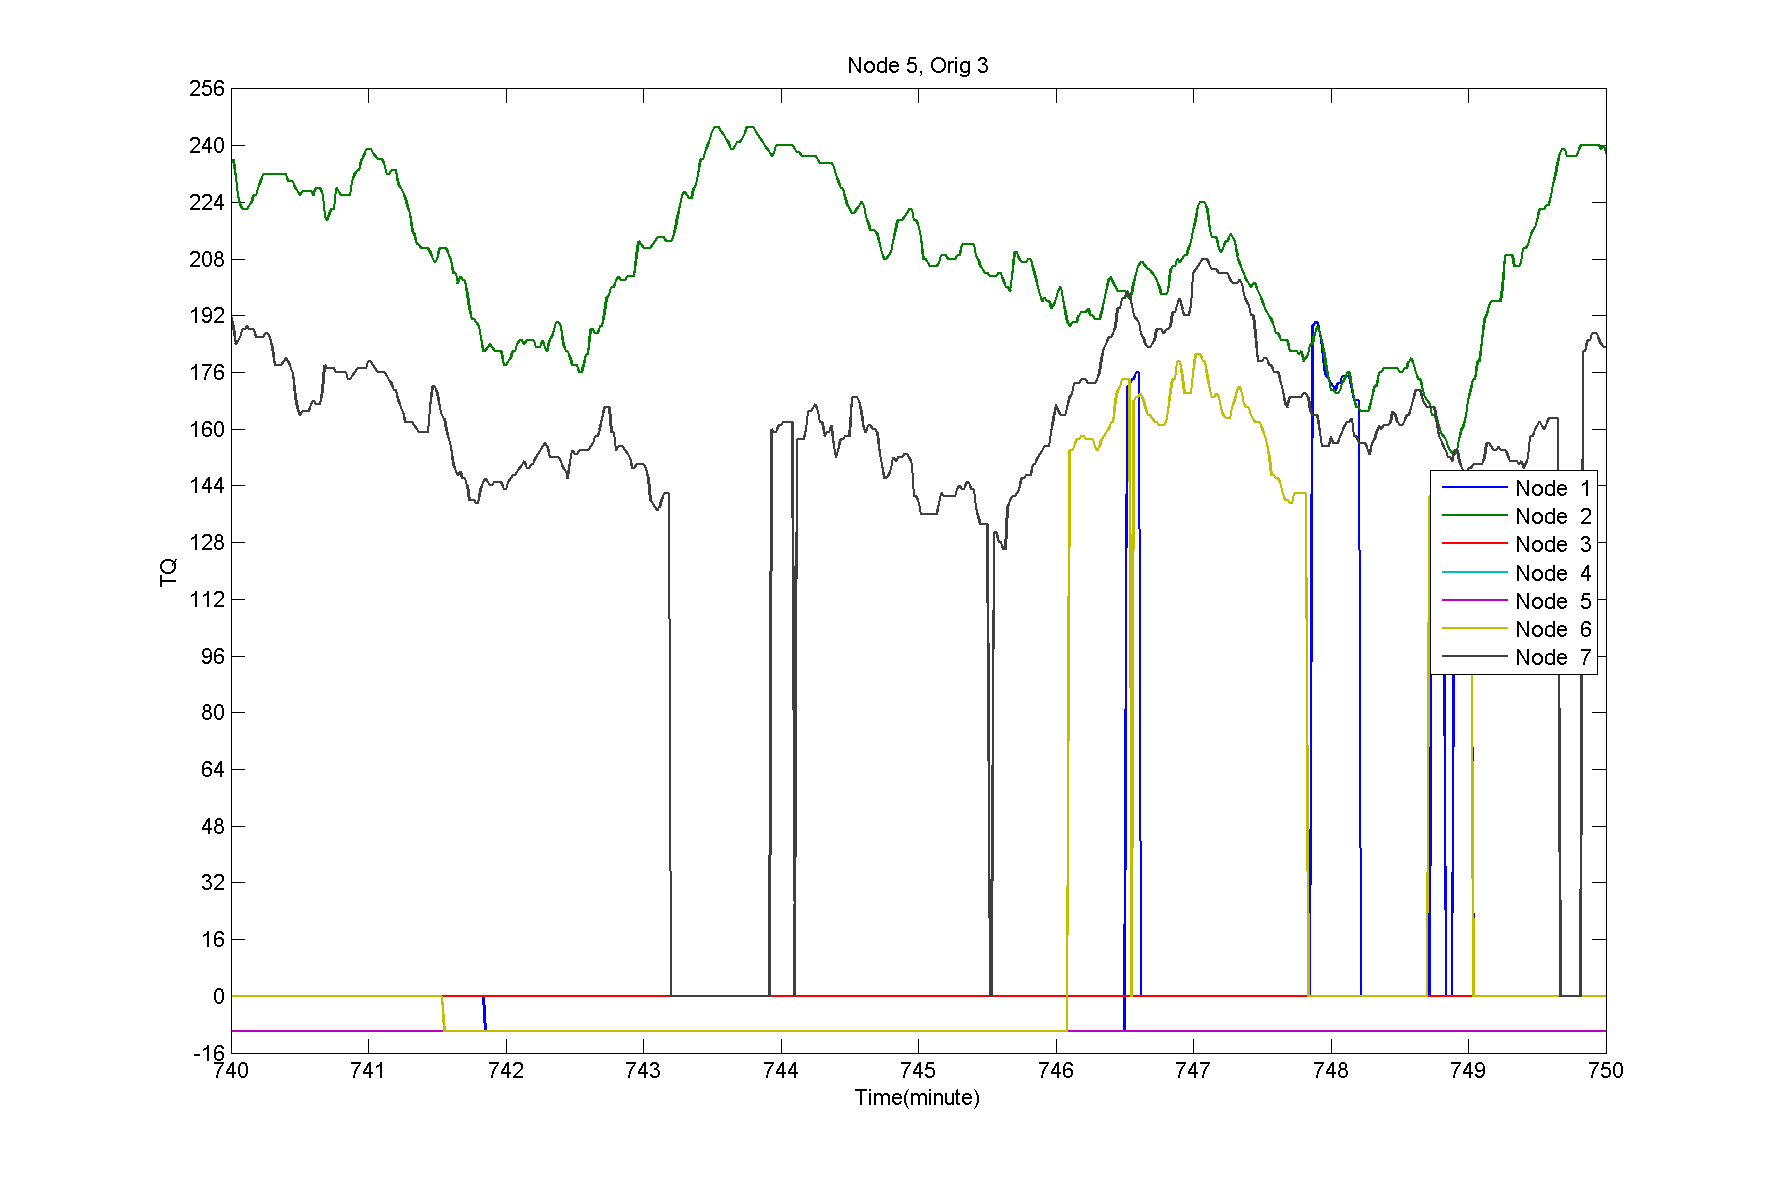 Node 5, Orig 3
256
240
224
208
192
176
160
144
128
112
96
80
64
48
32
16
0
-16
TQ
Node 1
Node 2
Node 3
Node 4
Node 5
Node 6
Node 7
740 741 742 743 744 745 746 747 748 749 750
Time(minute)